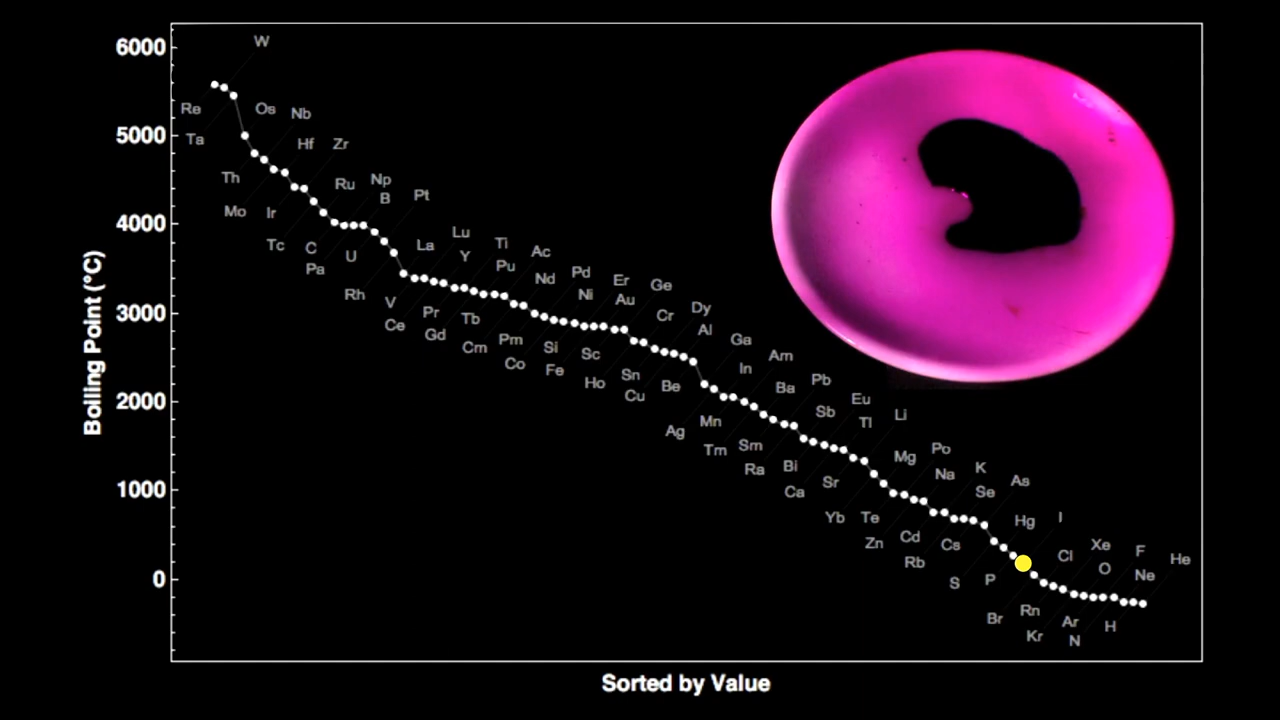 6000
5000
4000
3000
2000
1000
0
Boiling Point (°C)
Sorted by Value
W
Re
Ta
Os
Nb
Hf
Zr
Th
Mo
Ir
Ru
Np
B
Pt
Tc
C
Pa
U
La
Lu
Y
Ti
Pu
Ac
Rh
V
Ce
Pr
Gd
Tb
Cm
Nd
Pd
Ni
Er
Au
Ge
Pm
Co
Si
Fe
Sc
Ho
Cr
Dy
Al
Sn
Cu
Be
Ga
In
Am
Ag
Mn
Tm
Ba
Pb
Sb
Sm
Ra
Eu
Tl
Li
Bi
Ca
Sr
Mg
Po
Na
Yb
Te
Zn
K
Se
As
Cd
Rb
Cs
Hg
I
S
P
Cl
Xe
O
F
Ne
He
Br
Rn
Kr
Ar
N
H